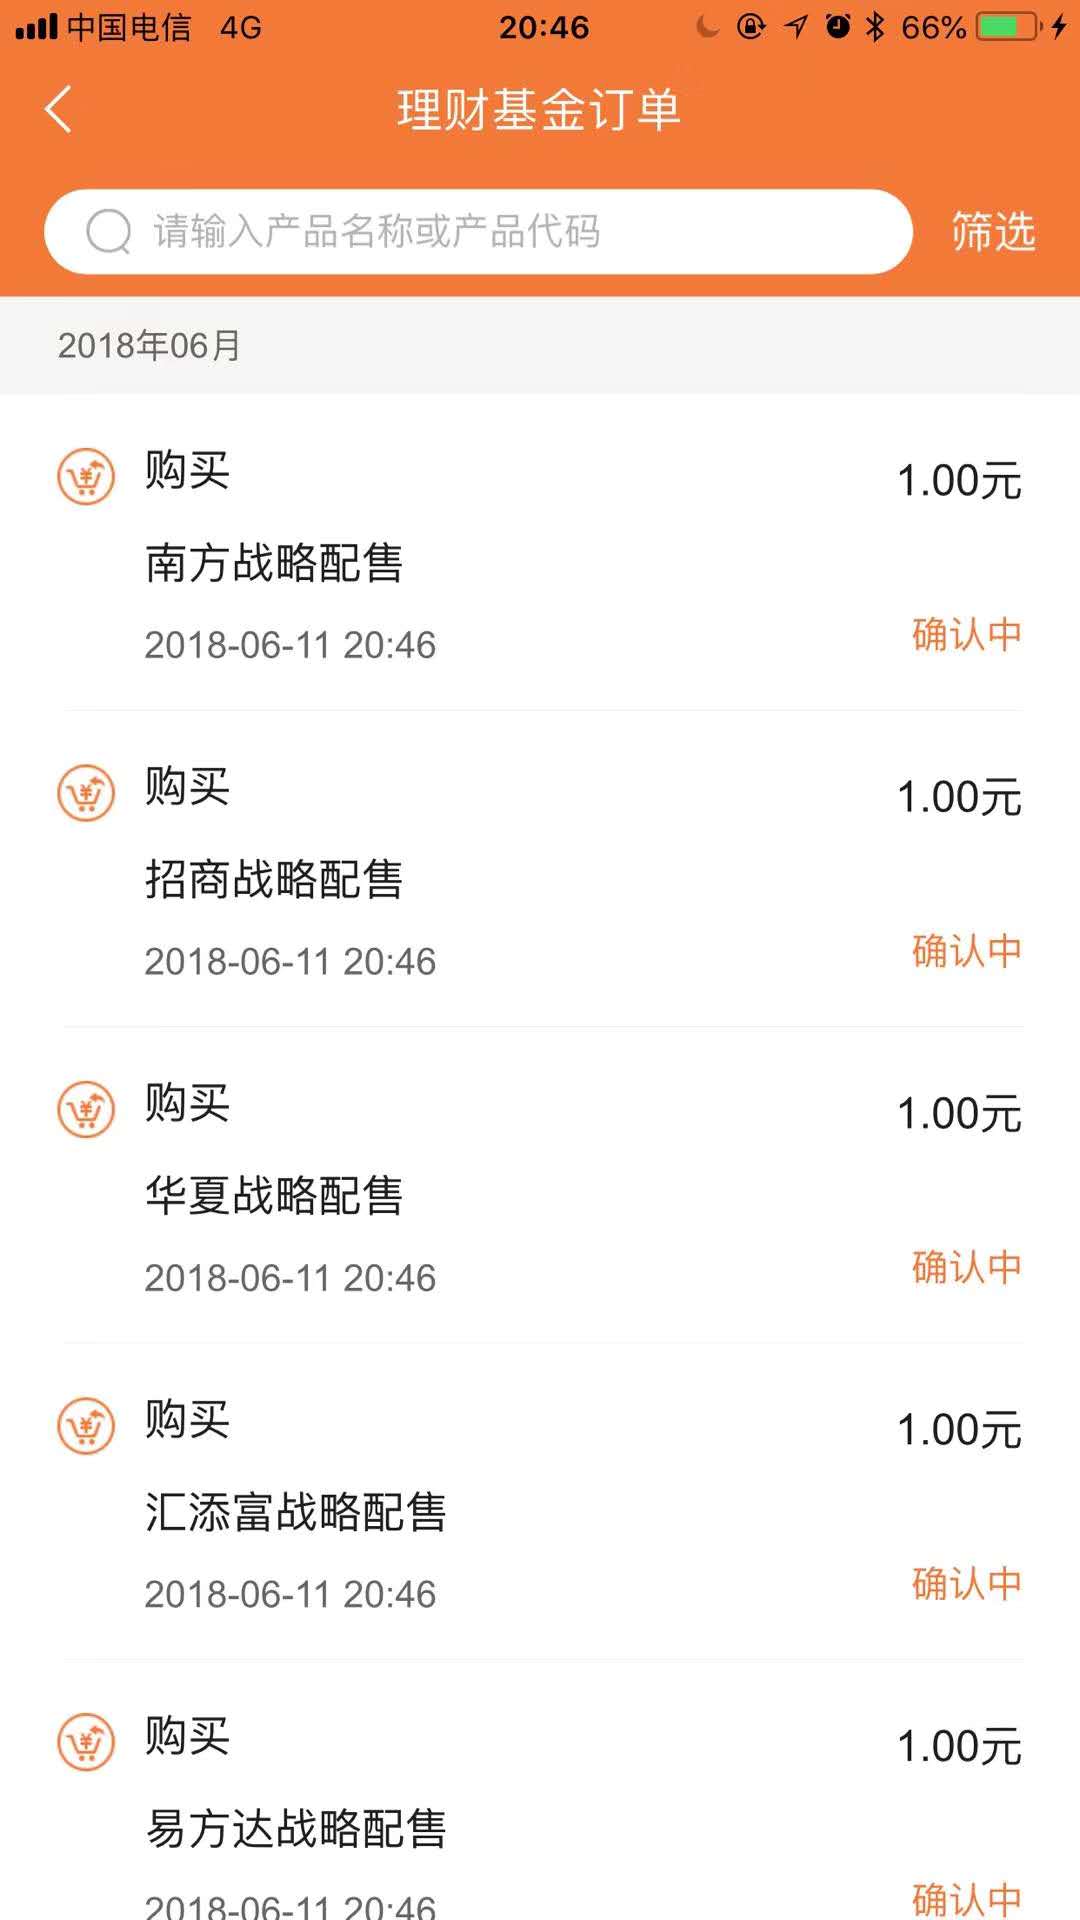 中国电信 4G 20:46 66%
理财基金订单
请输入产品名称或产品代码 筛选
2018年06月
购买 1.00元
南方战略配售
2018-06-11 20:46 确认中
购买 1.00元
招商战略配售
2018-06-11 20:46 确认中
购买 1.00元
华夏战略配售
2018-06-11 20:46 确认中
购买 1.00元
汇添富战略配售
2018-06-11 20:46 确认中
购买 1.00元
易方达战略配售
2018-06-11 20:46 确认中